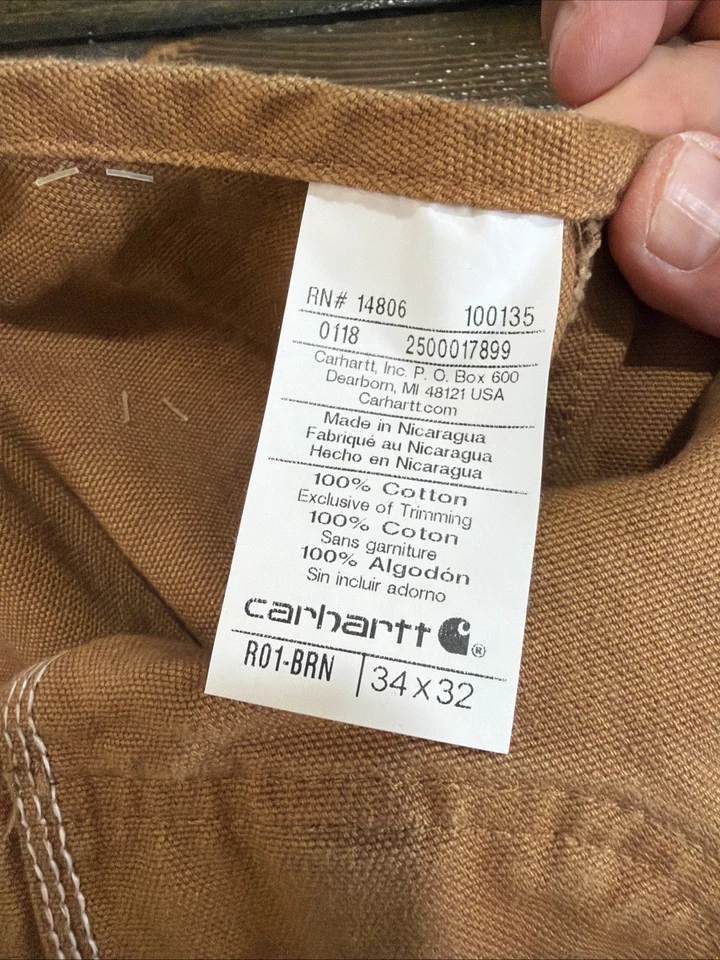 RN# 14806 100135
0118 2500017899
Carhartt, Inc. P. O. Box 600
Dearborn, MI 48121 USA
Carhartt.com
Made in Nicaragua
Fabriqué au Nicaragua
Hecho en Nicaragua
100% Cotton
Exclusive of Trimming
100% Coton
Sans garniture
100% Algodón
Sin incluir adorno
carhartt ®
R01-BRN 34 x 32